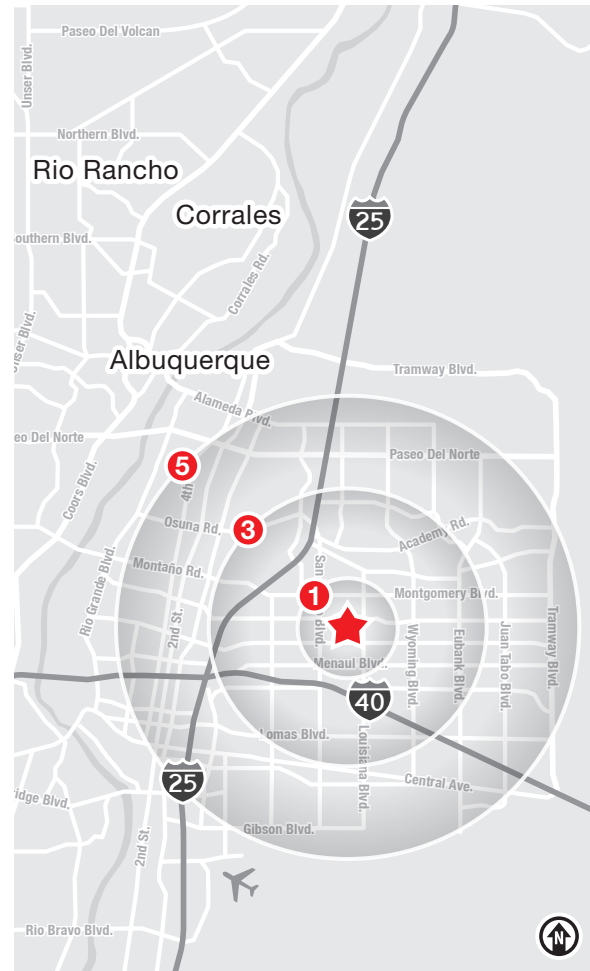 Paseo Del Volcan
Unser Blvd.
Northern Blvd.
Rio Rancho
Corrales
25
outhern Blvd.
Corrales Rd.
nser Blvd.
Albuquerque
Tramway Blvd.
Alameda Blvd.
eo Del Norte
Paseo Del Norte
5
4th
Coors Blvd.
3
Osuna Rd.
Academy Rd.
Montaño Rd.
San
Blvd.
1
Montgomery Blvd.
Rio Grande Blvd.
2nd St.
Menaul Blvd.
Wyoming Blvd.
Eubank Blvd.
Juan Tabo Blvd.
Tramway Blvd.
40
Lomas Blvd.
Louisiana Blvd.
25
Central Ave.
idge Blvd.
2nd St.
Gibson Blvd.
Rio Bravo Blvd.
N